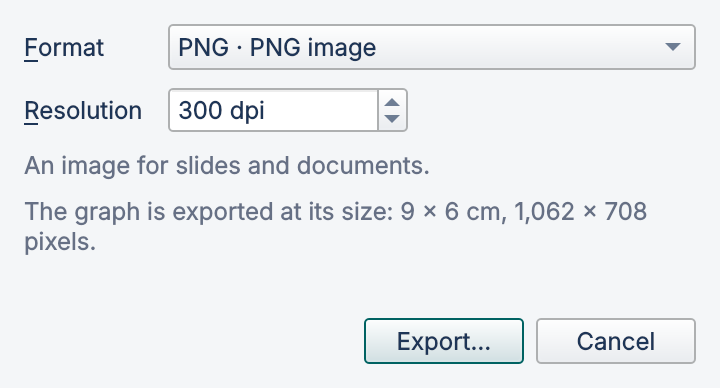 Format
PNG · PNG image
Resolution
300 dpi
An image for slides and documents.
The graph is exported at its size: 9 × 6 cm, 1,062 × 708
pixels.
Export...
Cancel